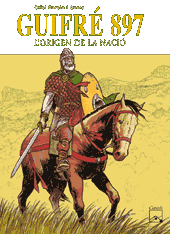 GUIFRÉ 897
L'ORIGEN DE LA NACIÓ